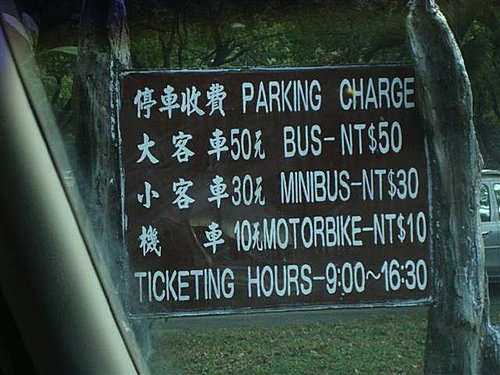 停車收費 PARKING CHARGE
大客車50元 BUS-NT$50
小客車30元 MINIBUS-NT$30
機車10元MOTORBIKE-NT$10
TICKETING HOURS-9:00~16:30